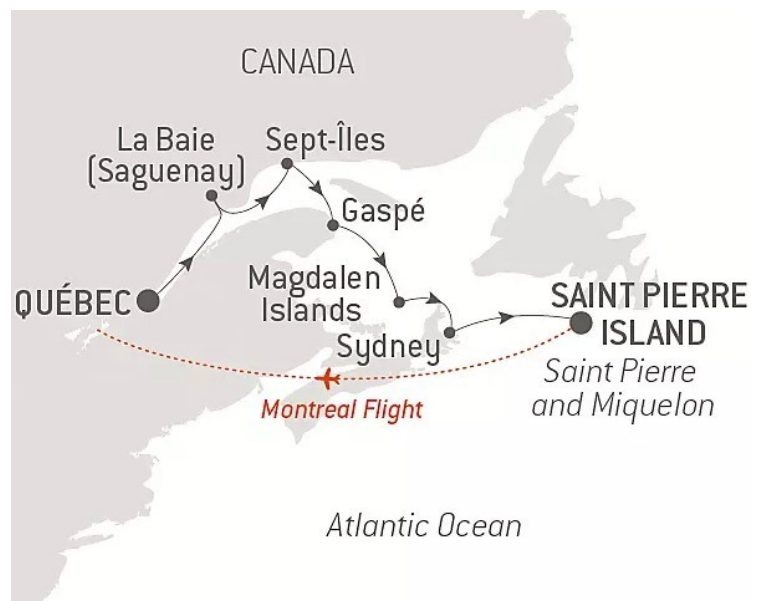 CANADA
La Baie
(Saguenay)
Sept-Îles
Gaspé
Magdalen
Islands
QUÉBEC
SAINT PIERRE
ISLAND
Sydney
Saint Pierre
and Miquelon
Montreal Flight
Atlantic Ocean